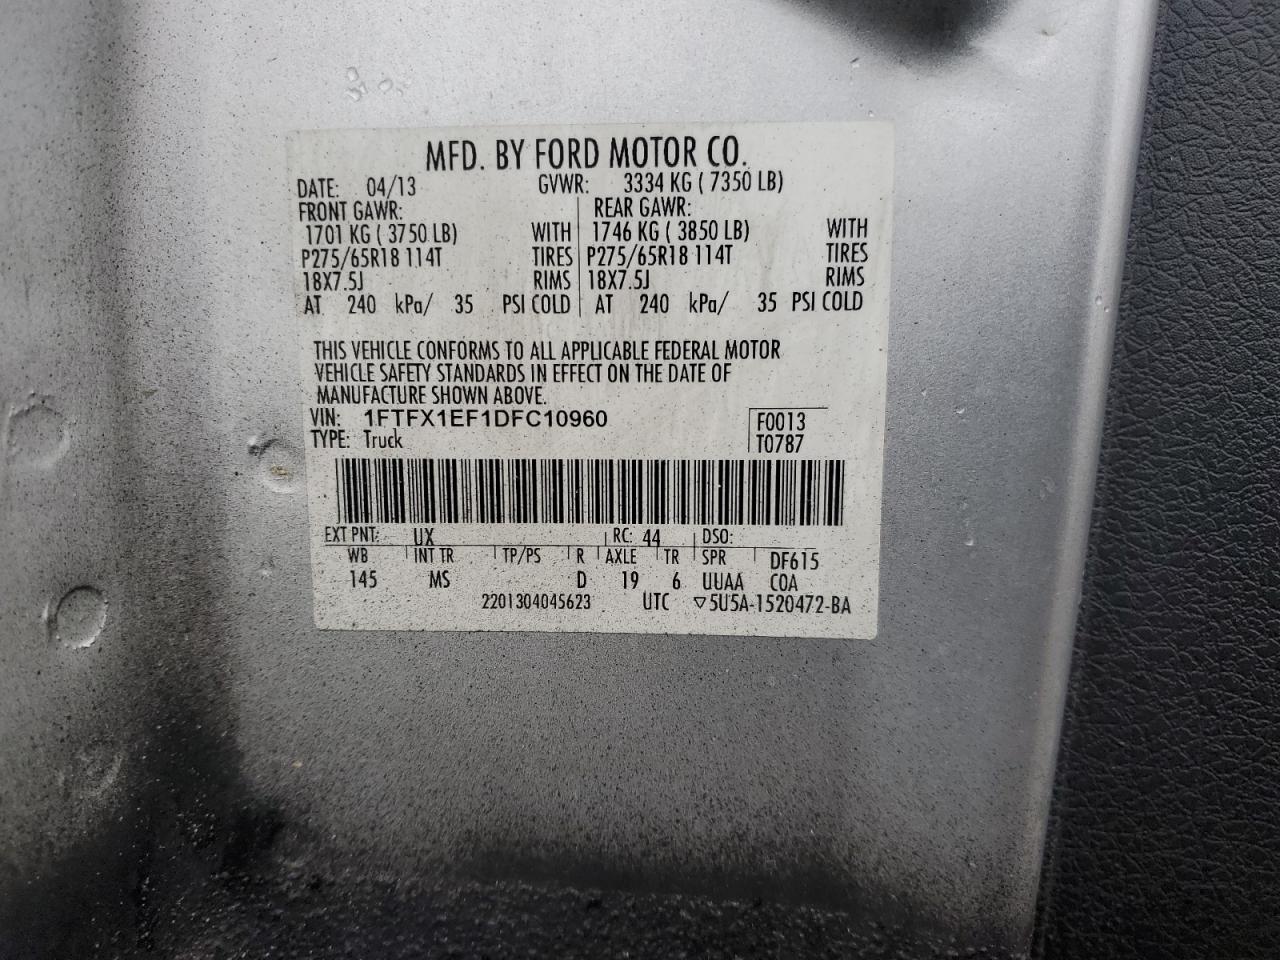 MFD. BY FORD MOTOR CO.
DATE: 04/13 GVWR: 3334 KG ( 7350 LB)
FRONT GAWR: REAR GAWR:
1701 KG ( 3750 LB) WITH 1746 KG ( 3850 LB) WITH
P275/65R18 114T TIRES P275/65R18 114T TIRES
18X7.5J RIMS 18X7.5J RIMS
AT 240 kPa/ 35 PSI COLD AT 240 kPa/ 35 PSI COLD
THIS VEHICLE CONFORMS TO ALL APPLICABLE FEDERAL MOTOR
VEHICLE SAFETY STANDARDS IN EFFECT ON THE DATE OF
MANUFACTURE SHOWN ABOVE.
VIN: 1FTFX1EF1DFC10960 F0013
TYPE: Truck T0787
EXT PNT: UX RC: 44 DSO:
WB INT TR TP/PS R AXLE TR SPR DF615
145 MS D 19 6 UUAA COA
2201304045623 UTC ▽5U5A-1520472-BA